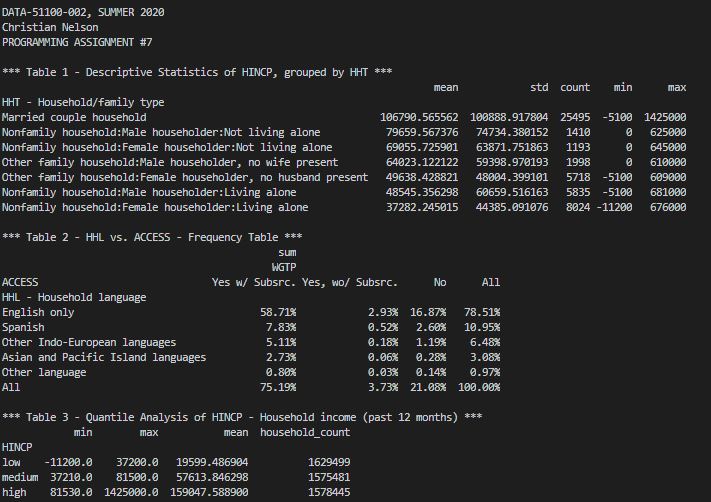 DATA-51100-002, SUMMER 2020
Christian Nelson
PROGRAMMING ASSIGNMENT #7
*** Table 1 - Descriptive Statistics of HINCP, grouped by HHT ***
mean std count min max
HHT - Household/family type
Married couple household 106790.565562 100888.917804 25495 -5100 1425000
Nonfamily household:Male householder:Not living alone 79659.567376 74734.380152 1410 0 625000
Nonfamily household:Female householder:Not living alone 69055.725901 63871.751863 1193 0 645000
Other family household:Male householder, no wife present 64023.122122 59398.970193 1998 0 610000
Other family household:Female householder, no husband present 49638.428821 48004.399101 5718 -5100 609000
Nonfamily household:Male householder:Living alone 48545.356298 60659.516163 5835 -5100 681000
Nonfamily household:Female householder:Living alone 37282.245015 44385.091076 8024 -11200 676000
*** Table 2 - HHL vs. ACCESS - Frequency Table ***
sum
WGTP
ACCESS Yes w/ Subsrc. Yes, wo/ Subsrc. No All
HHL - Household language
English only 58.71% 2.93% 16.87% 78.51%
Spanish 7.83% 0.52% 2.60% 10.95%
Other Indo-European languages 5.11% 0.18% 1.19% 6.48%
Asian and Pacific Island languages 2.73% 0.06% 0.28% 3.08%
Other language 0.80% 0.03% 0.14% 0.97%
All 75.19% 3.73% 21.08% 100.00%
*** Table 3 - Quantile Analysis of HINCP - Household income (past 12 months) ***
min max mean household_count
HINCP
low -11200.0 37200.0 19599.486904 1629499
medium 37210.0 81500.0 57613.846298 1575481
high 81530.0 1425000.0 159047.588900 1578445